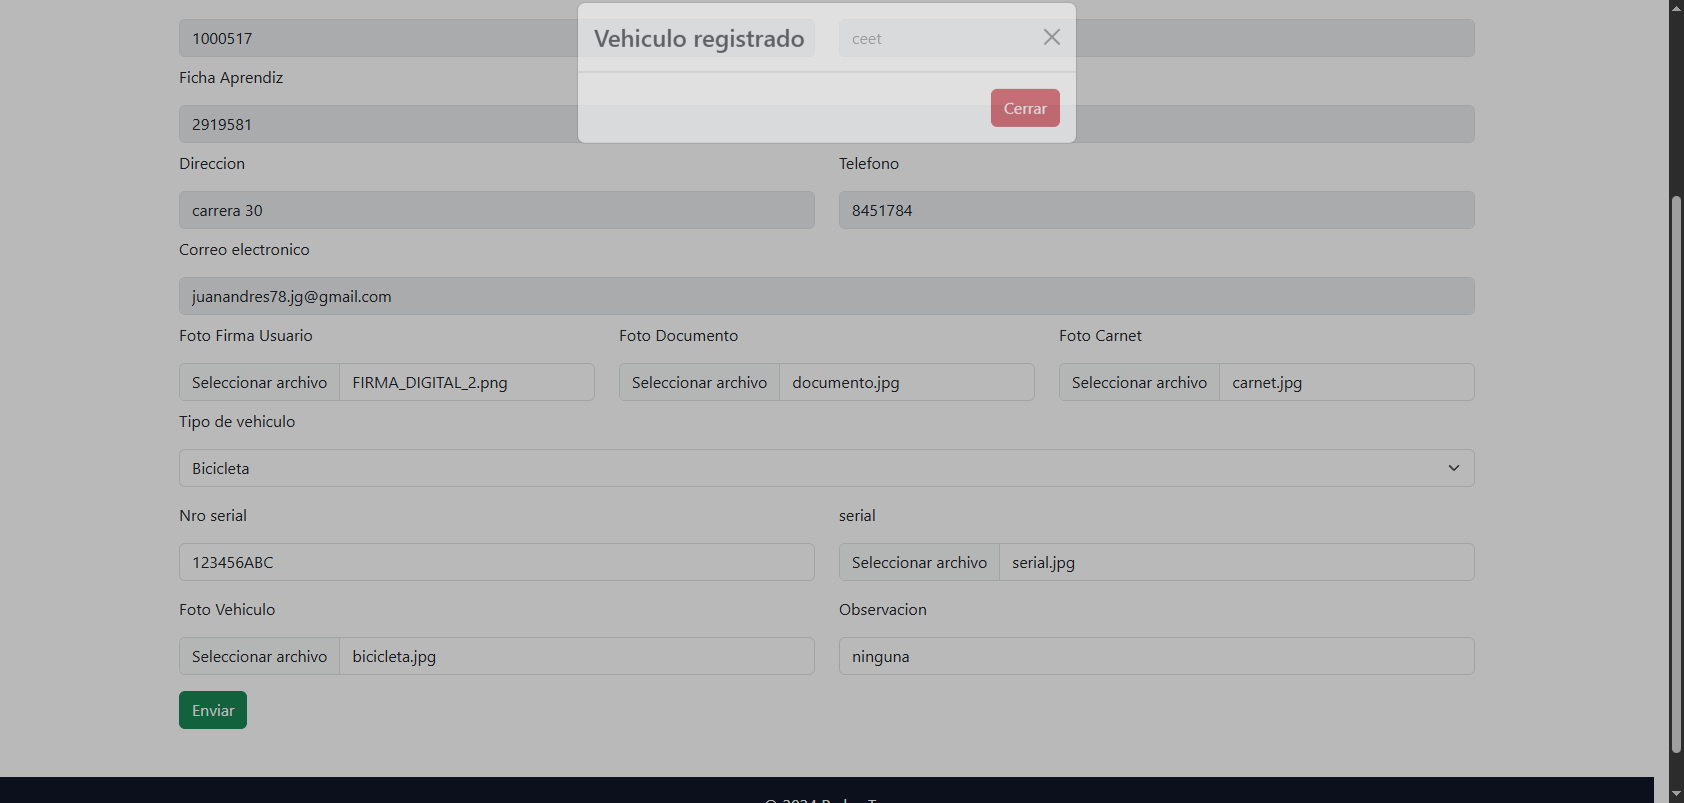 Vehiculo registrado
1000517
ceet
Ficha Aprendiz
Cerrar
2919581
Direccion
Telefono
carrera 30
8451784
Correo electronico
juanandres78.jg@gmail.com
Foto Firma Usuario
Foto Documento
Foto Carnet
Seleccionar archivo FIRMA_DIGITAL_2.png
Seleccionar archivo documento.jpg
Seleccionar archivo carnet.jpg
Tipo de vehiculo
Bicicleta
Nro serial
serial
123456ABC
Seleccionar archivo serial.jpg
Foto Vehiculo
Observacion
Seleccionar archivo bicicleta.jpg
ninguna
Enviar